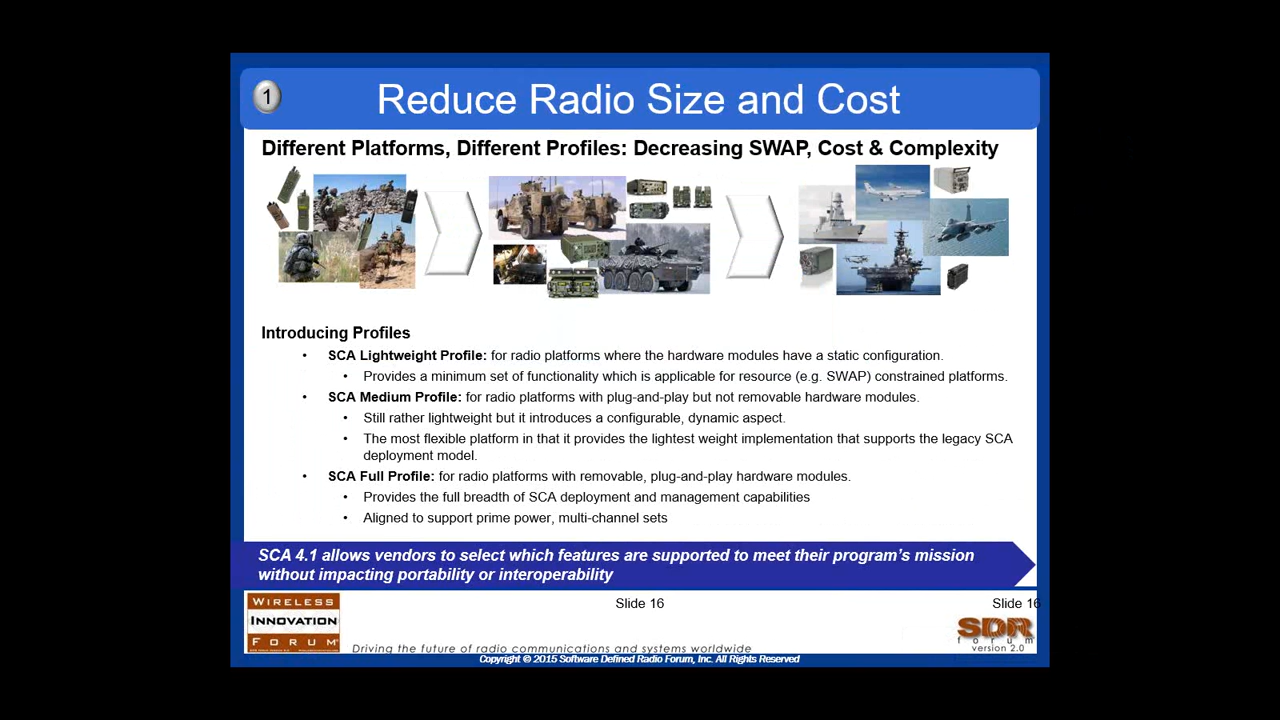 1
Reduce Radio Size and Cost
Different Platforms, Different Profiles: Decreasing SWAP, Cost & Complexity
Introducing Profiles
• SCA Lightweight Profile: for radio platforms where the hardware modules have a static configuration.
• Provides a minimum set of functionality which is applicable for resource (e.g. SWAP) constrained platforms.
• SCA Medium Profile: for radio platforms with plug-and-play but not removable hardware modules.
• Still rather lightweight but it introduces a configurable, dynamic aspect.
• The most flexible platform in that it provides the lightest weight implementation that supports the legacy SCA
deployment model.
• SCA Full Profile: for radio platforms with removable, plug-and-play hardware modules.
• Provides the full breadth of SCA deployment and management capabilities
• Aligned to support prime power, multi-channel sets
SCA 4.1 allows vendors to select which features are supported to meet their program's mission
without impacting portability or interoperability
WIRELESS
INNOVATION
FORUM
Slide 16
Slide 16
SDR
forum
version 2.0
Driving the future of radio communications and systems worldwide
Copyright © 2015 Software Defined Radio Forum, Inc. All Rights Reserved